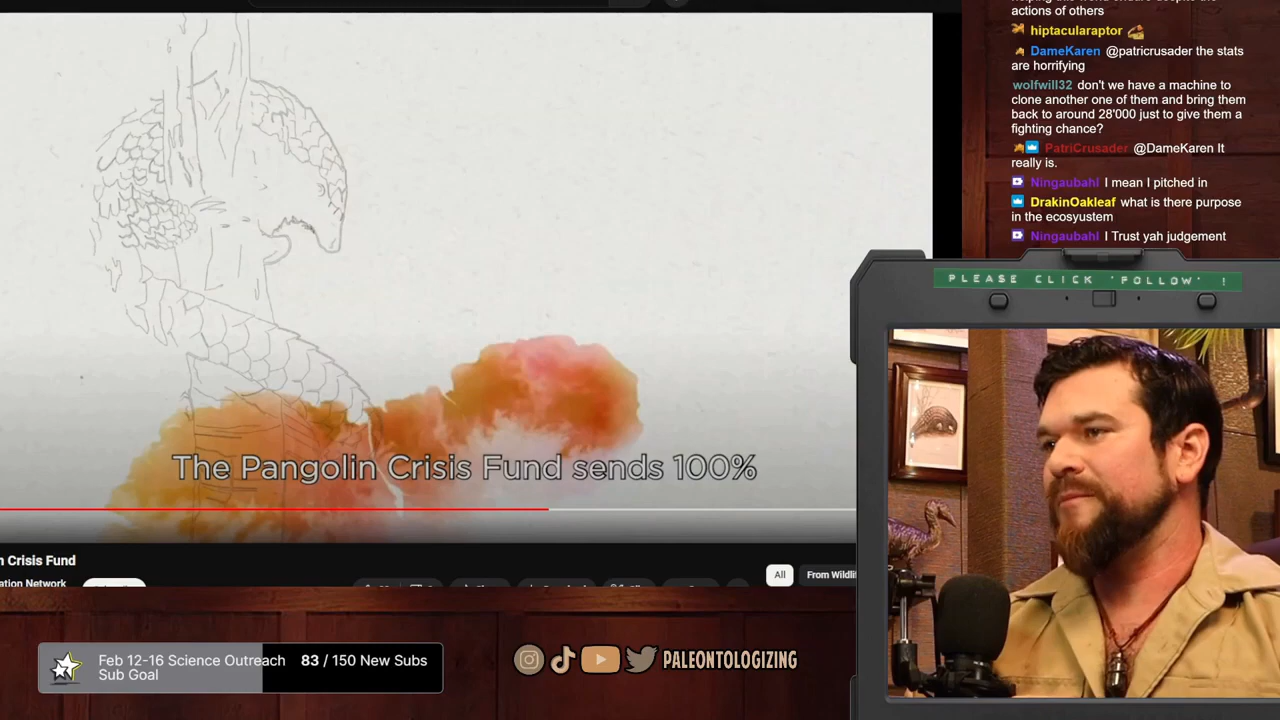 actions of others
hiptacularaptor
DameKaren @patricrusader the stats
are horrifying
wolfwill32 don't we have a machine to
clone another one of them and bring them
back to around 28'000 just to give them a
fighting chance?
PatriCrusader @DameKaren It
really is.
Ningaubahl I mean I pitched in
DrakinOakleaf what is there purpose
in the ecosyustem
Ningaubahl I Trust yah judgement
PLEASE CLICK 'FOLLOW' !
The Pangolin Crisis Fund sends 100%
n Crisis Fund
ation Network
All
From Wildli
Feb 12-16 Science Outreach
Sub Goal
83 / 150 New Subs
PALEONTOLOGIZING